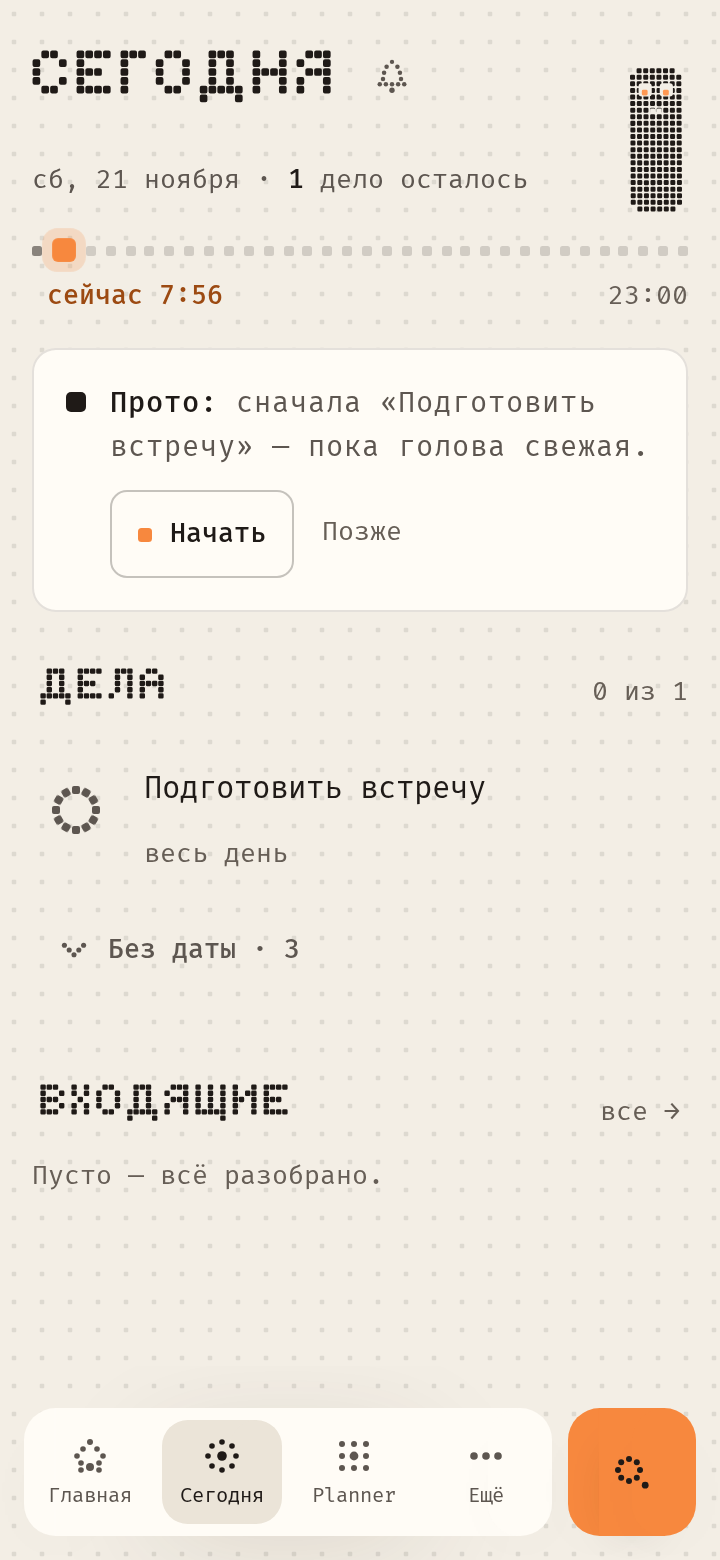 СЕГОДНЯ
сб, 21 ноября · 1 дело осталось
сейчас 7:56
23:00
Прото: сначала «Подготовить
встречу» — пока голова свежая.
Начать
Позже
ДЕЛА
0 из 1
Подготовить встречу
весь день
Без даты · 3
ВХОДЯЩИЕ
все →
Пусто — всё разобрано.
Главная
Сегодня
Planner
Ещё